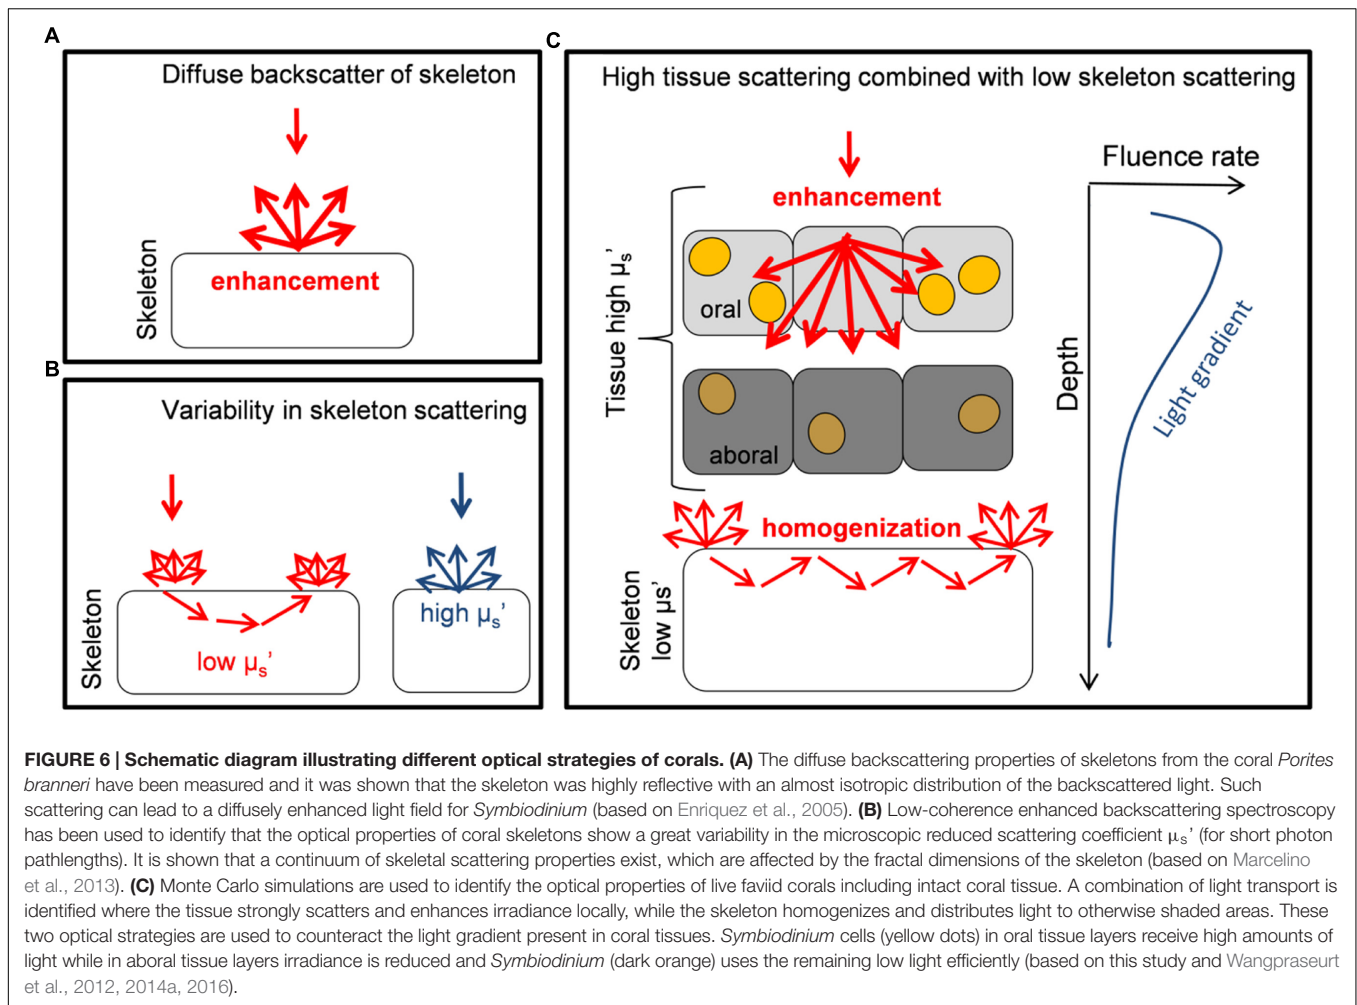 A
Diffuse backscatter of skeleton
enhancement
Skeleton
B
Variability in skeleton scattering
low μs'
high μs'
Skeleton
C
High tissue scattering combined with low skeleton scattering
enhancement
Tissue high μs'
oral
aboral
homogenization
Skeleton
low μs'
Fluence rate
Depth
Light gradient
FIGURE 6 | Schematic diagram illustrating different optical strategies of corals. (A) The diffuse backscattering properties of skeletons from the coral Porites
branneri have been measured and it was shown that the skeleton was highly reflective with an almost isotropic distribution of the backscattered light. Such
scattering can lead to a diffusely enhanced light field for Symbiodinium (based on Enriquez et al., 2005). (B) Low-coherence enhanced backscattering spectroscopy
has been used to identify that the optical properties of coral skeletons show a great variability in the microscopic reduced scattering coefficient μs' (for short photon
pathlengths). It is shown that a continuum of skeletal scattering properties exist, which are affected by the fractal dimensions of the skeleton (based on Marcelino
et al., 2013). (C) Monte Carlo simulations are used to identify the optical properties of live faviid corals including intact coral tissue. A combination of light transport is
identified where the tissue strongly scatters and enhances irradiance locally, while the skeleton homogenizes and distributes light to otherwise shaded areas. These
two optical strategies are used to counteract the light gradient present in coral tissues. Symbiodinium cells (yellow dots) in oral tissue layers receive high amounts of
light while in aboral tissue layers irradiance is reduced and Symbiodinium (dark orange) uses the remaining low light efficiently (based on this study and Wangpraseurt
et al., 2012, 2014a, 2016).